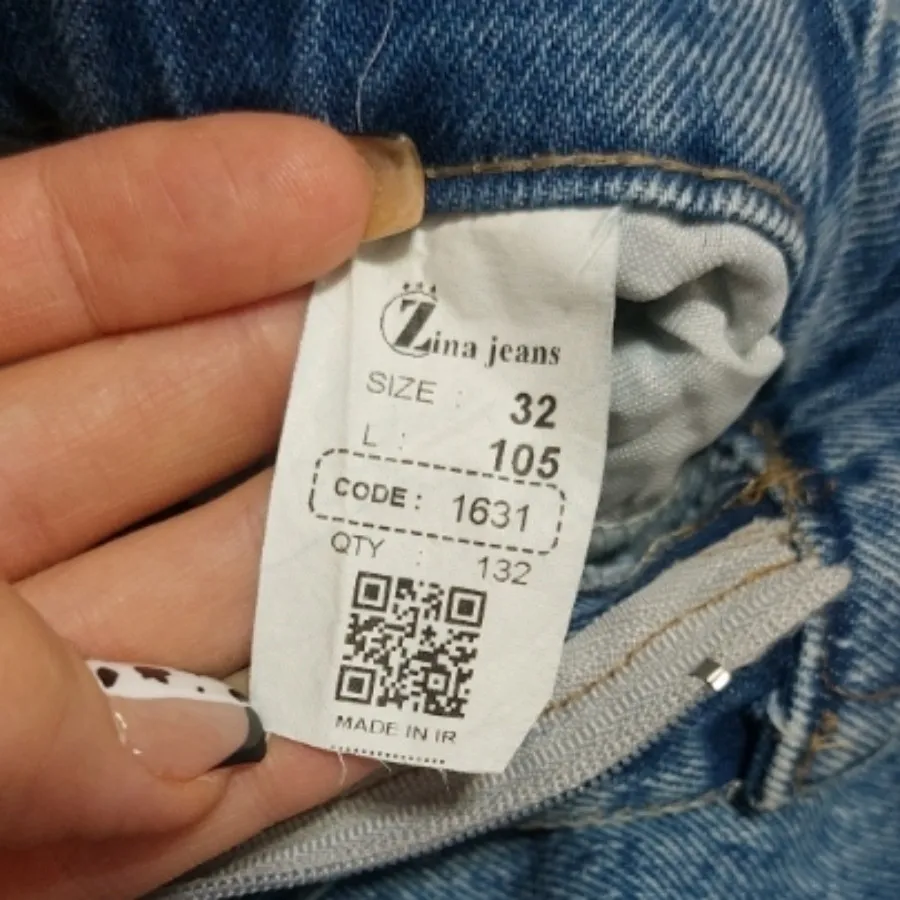 Zina jeans
SIZE : 32
L : 105
CODE : 1631
QTY : 132
MADE IN IR